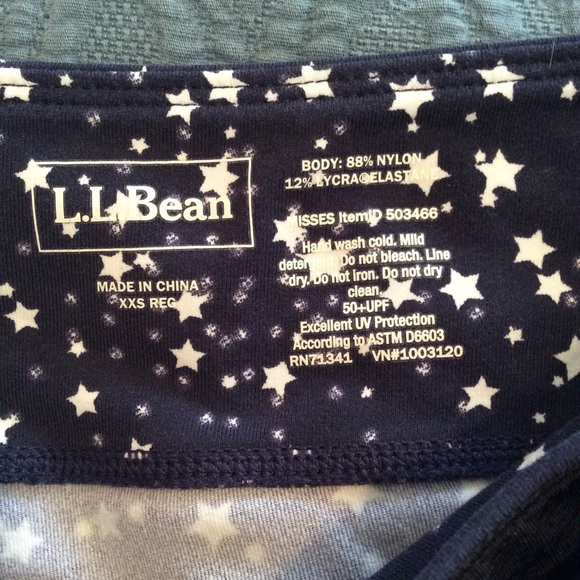 L.L.Bean
MADE IN CHINA
XXS REG
BODY: 88% NYLON
12% LYCRA®ELASTANE
MISSES ItemID 503466
Hand wash cold. Mild
detergent. Do not bleach. Line
dry. Do not iron. Do not dry
clean.
50+UPF
Excellent UV Protection
According to ASTM D6603
RN71341 VN#1003120